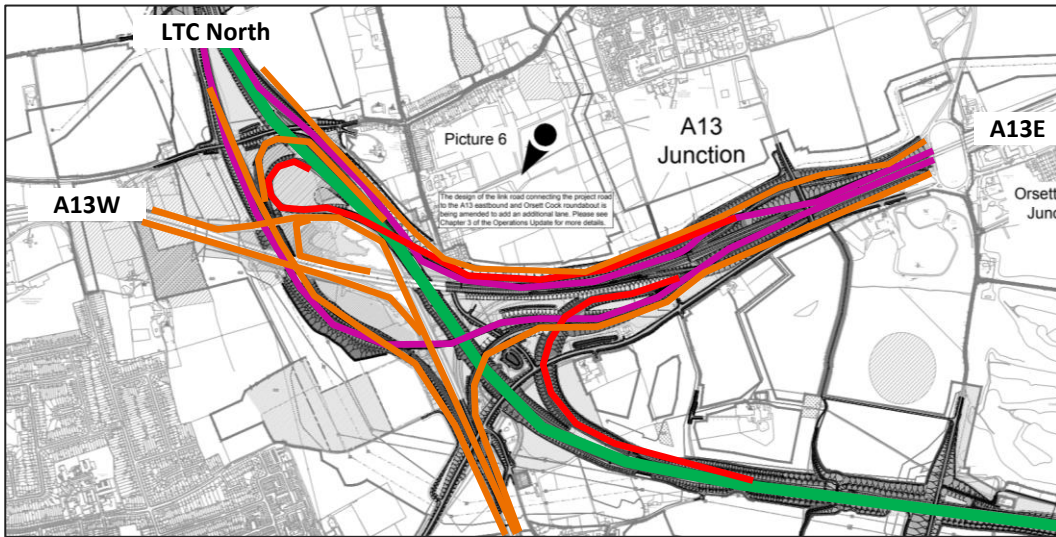 LTC North
Picture 6
A13
Junction
A13E
The design of the link road connecting the project road
to the A13 eastbound and Orsett Cock roundabout is
being amended to add an additional lane. Please see
Chapter 3 of the Operations Update for more details.
A13W
Orsett
Junc